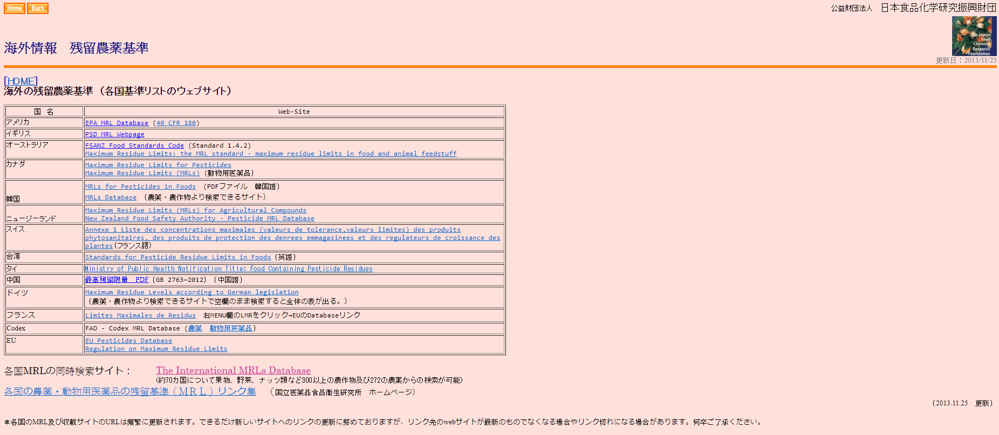 Home Back
公益財団法人　日本食品化学研究振興財団
The Japan
Food
Chemical
Research
Foundation
海外情報　残留農薬基準
更新日：2013/11/25
[HOME]
海外の残留農薬基準　（各国基準リストのウェブサイト）
国 名　Web-Site
アメリカ　EPA MRL Database (40 CFR 180)
イギリス　PSD MRL Webpage
オーストラリア　FSANZ Food Standards Code (Standard 1.4.2)
Maximum Residue Limits: the MRL standard - maximum residue limits in food and animal feedstuff
カナダ　Maximum Residue Limits for Pesticides
Maximum Residue Limits (MRLs) (動物用医薬品)
MRLs for Pesticides in Foods　(PDFファイル　韓国語)
韓国　MRLs Database　(農薬、農作物より検索できるサイト)
Maximum Residue Limits (MRLs) for Agricultural Compounds
ニュージーランド　New Zealand Food Safety Authority - Pesticide MRL Database
スイス　Annexe 1 Liste des concentrations maximales (valeurs de tolerance,valeurs limites) des produits
phytosanitaires, des produits de protection des denrees emmagasinees et des regulateurs de croissance des
plantes(フランス語)
台湾　Standards for Pesticide Residue Limits in Foods (英語)
タイ　Ministry of Public Health Notification Title: Food Containing Pesticide Residues
中国　最高残留限量　PDF (GB 2763—2012) (中国語)
ドイツ　Maximum Residue Levels according to German legislation
(農薬、農作物より検索できるサイトで空欄のまま検索すると全体の表が出る。)
フランス　Limites Maximales de Residus　右MENU欄のLMRをクリック→EUのDatabaseリンク
Codex　FAO - Codex MRL Database (農薬　動物用医薬品)
EU　EU Pesticides Database
Regulation on Maximum Residue Limits
各国MRLの同時検索サイト：　The International MRLs Database
(約70カ国について果物、野菜、ナッツ類など300以上の農作物及び272の農薬からの検索が可能)
各国の農薬・動物用医薬品の残留基準（ＭＲＬ）リンク集　（国立医薬品食品衛生研究所　ホームページ）
(2013.11.25　更新)
＊各国のMRL及び収載サイトのURLは頻繁に更新されます。できるだけ新しいサイトへのリンクの更新に努めておりますが、リンク先のwebサイトが最新のものでなくなる場合やリンク切れになる場合があります。何卒ご了承ください。